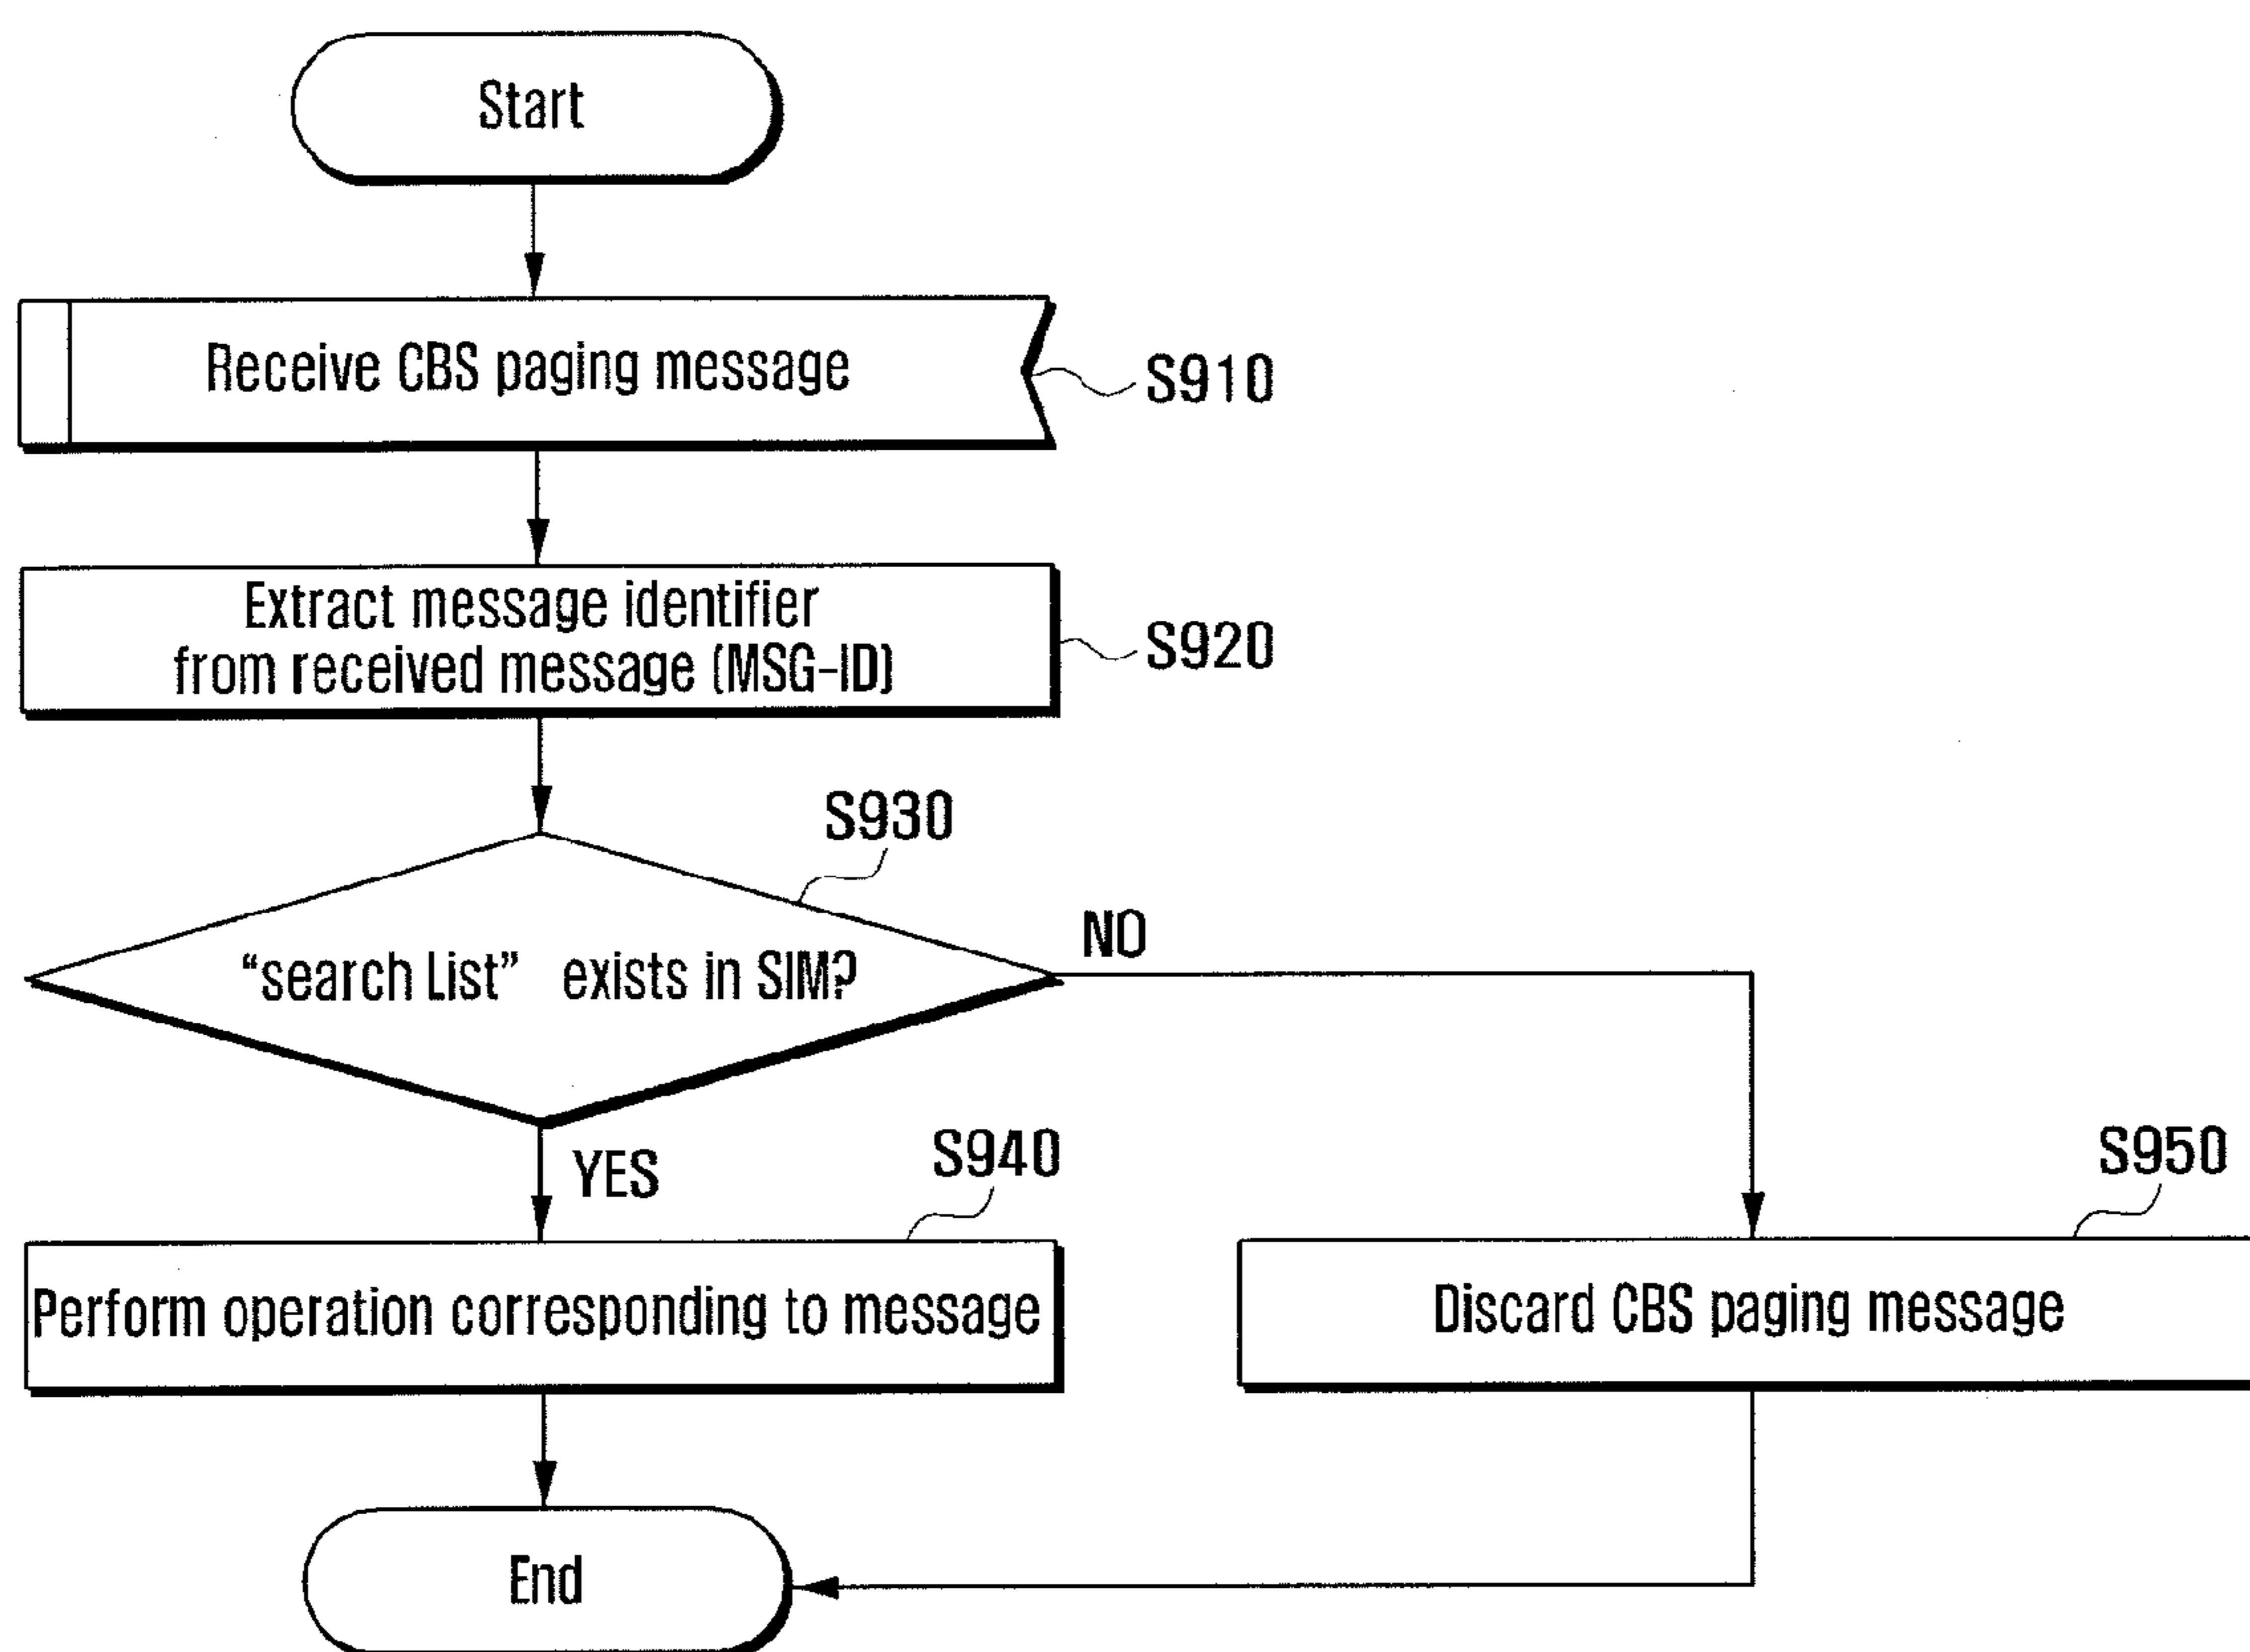 Start
Receive CBS paging message
S910
Extract message identifier
from received message (MSG-ID)
S920
S930
“search List” exists in SIM?
NO
YES
S940
Perform operation corresponding to message
S950
Discard CBS paging message
End